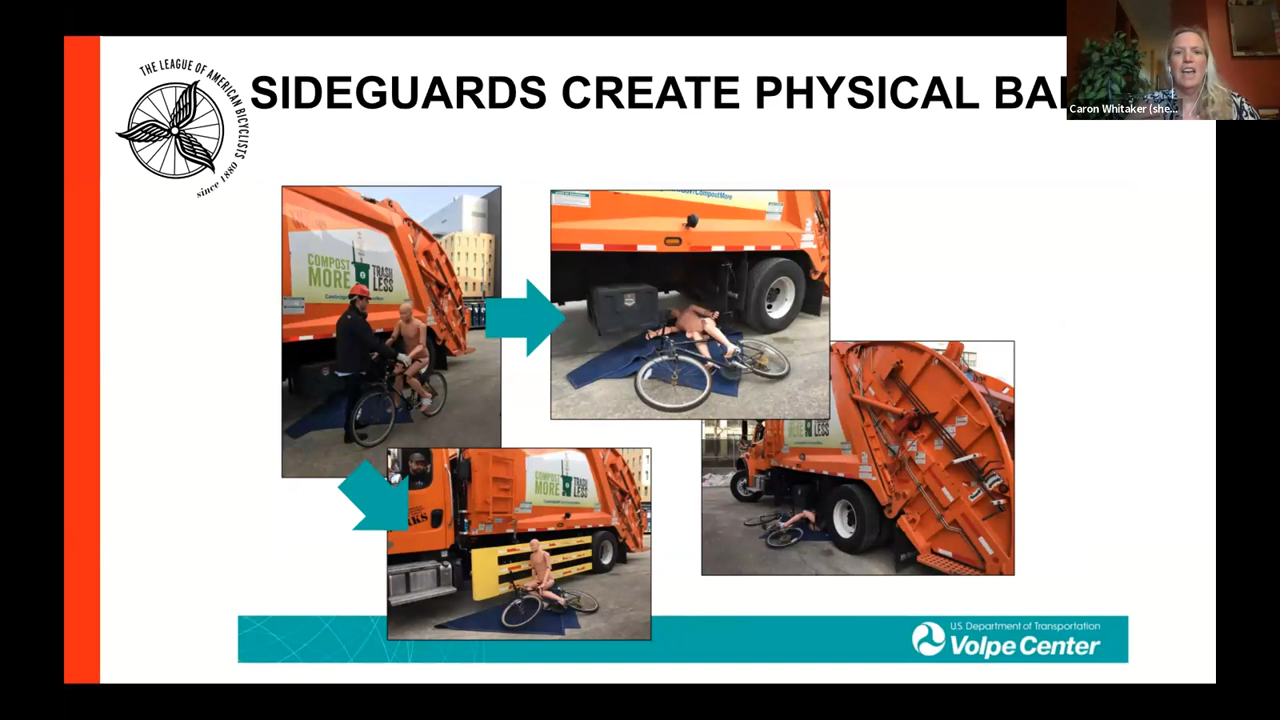 THE LEAGUE OF AMERICAN BICYCLISTS
since 1880
SIDEGUARDS CREATE PHYSICAL BA
Caron Whitaker (she...
COMPOST
MORE
TRASH
LESS
COMPOST
MORE
TRASH
LESS
LESS
U.S. Department of Transportation
Volpe Center